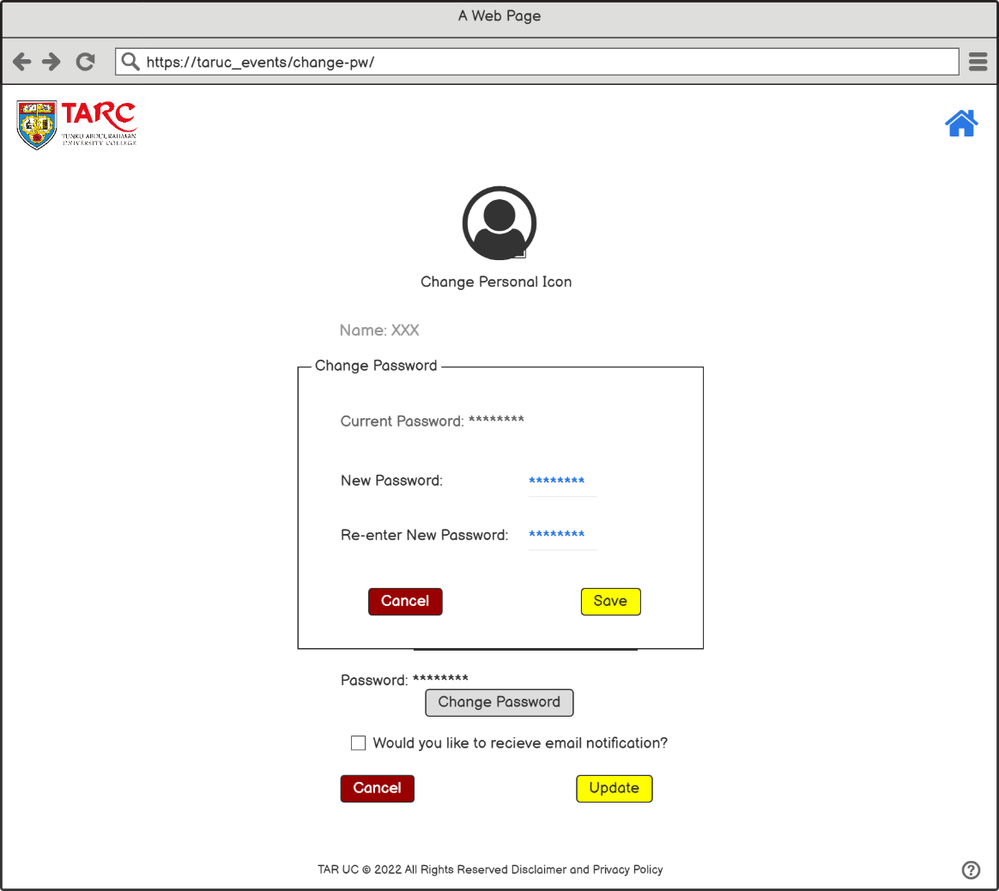 A Web Page
https://taruc_events/change-pw/
TARC
TUNKU ABDUL RAHMAN
UNIVERSITY COLLEGE
Change Personal Icon
Name: XXX
Change Password
Current Password: ********
New Password: ********
Re-enter New Password: ********
Cancel Save
Password: ********
Change Password
Would you like to recieve email notification?
Cancel Update
TAR UC © 2022 All Rights Reserved Disclaimer and Privacy Policy
?